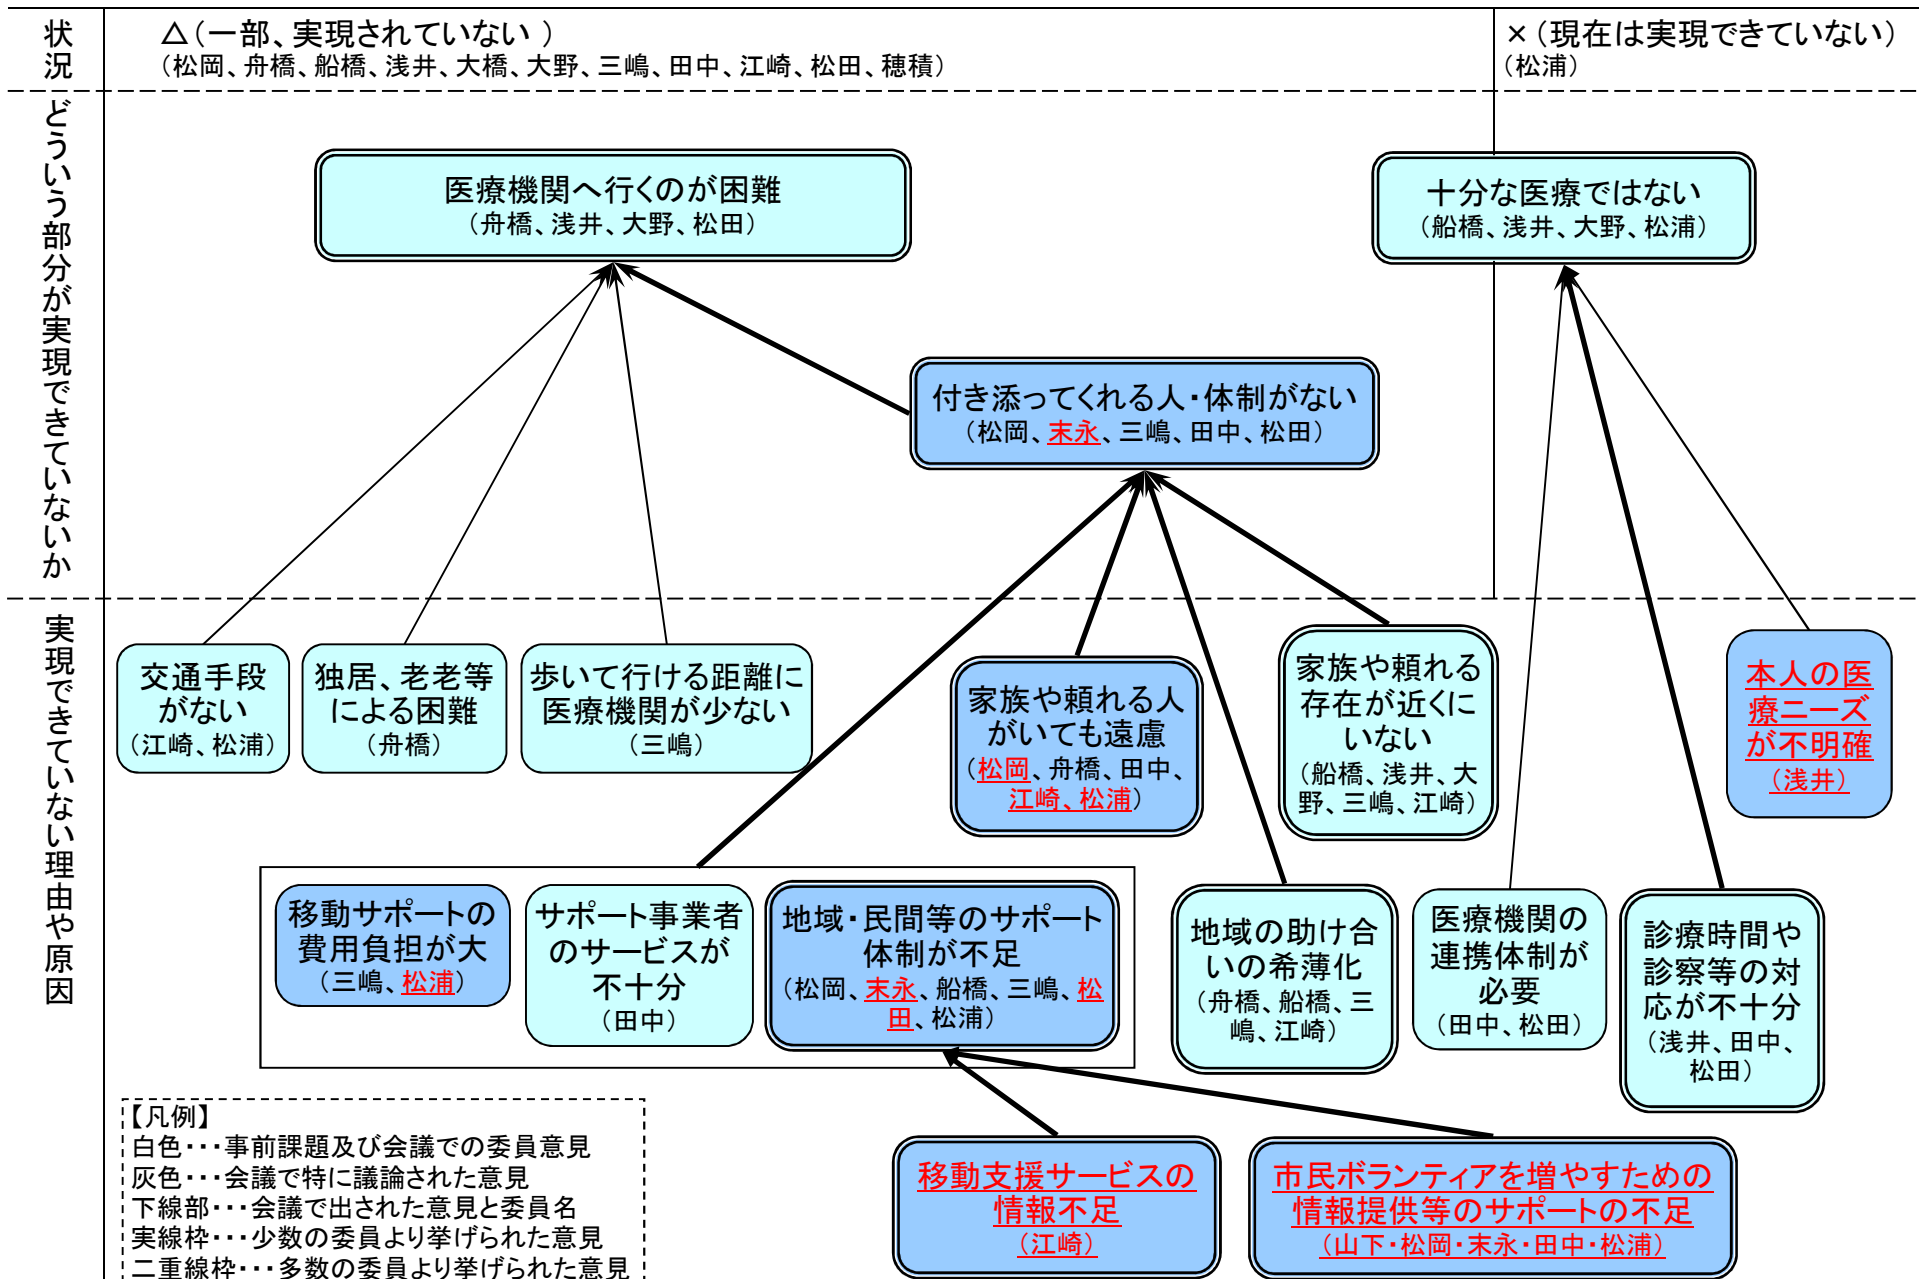 状況
△（一部、実現されていない ）
（松岡、舟橋、船橋、浅井、大橋、大野、三嶋、田中、江崎、松田、穂積）
×（現在は実現できていない）
（松浦）
どういう部分が実現できていないか
医療機関へ行くのが困難
（舟橋、浅井、大野、松田）
十分な医療ではない
（船橋、浅井、大野、松浦）
付き添ってくれる人・体制がない
（松岡、末永、三嶋、田中、松田）
実現できていない理由や原因
交通手段
がない
（江崎、松浦）
独居、老老等
による困難
（舟橋）
歩いて行ける距離に
医療機関が少ない
（三嶋）
家族や頼れる人
がいても遠慮
（松岡、舟橋、田中、
江崎、松浦）
家族や頼れる
存在が近くに
いない
（船橋、浅井、大
野、三嶋、江崎）
本人の医
療ニーズ
が不明確
（浅井）
移動サポートの
費用負担が大
（三嶋、松浦）
サポート事業者
のサービスが
不十分
（田中）
地域・民間等のサポート
体制が不足
（松岡、末永、船橋、三嶋、松
田、松浦）
地域の助け合
いの希薄化
（舟橋、船橋、三
嶋、江崎）
医療機関の
連携体制が
必要
（田中、松田）
診療時間や
診察等の対
応が不十分
（浅井、田中、
松田）
移動支援サービスの
情報不足
（江崎）
市民ボランティアを増やすための
情報提供等のサポートの不足
（山下・松岡・末永・田中・松浦）
【凡例】
白色・・・事前課題及び会議での委員意見
灰色・・・会議で特に議論された意見
下線部・・・会議で出された意見と委員名
実線枠・・・少数の委員より挙げられた意見
二重線枠・・・多数の委員より挙げられた意見